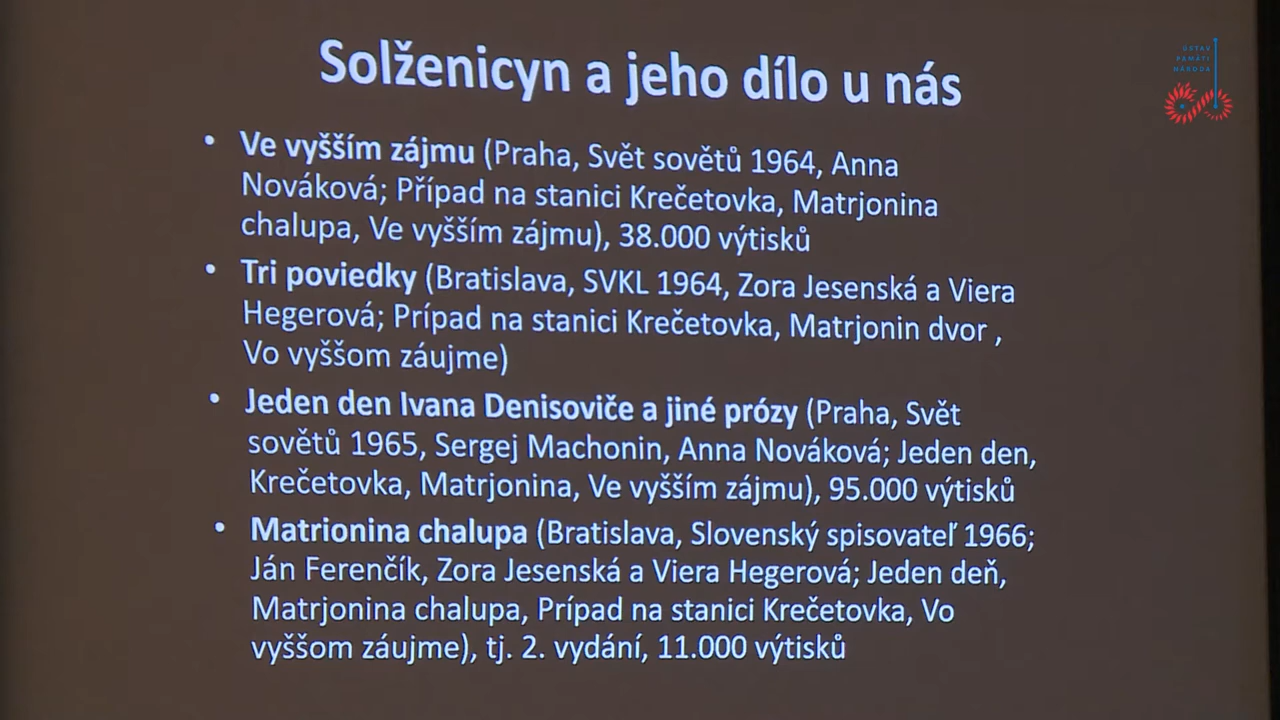 Solženicyn a jeho dílo u nás
ÚSTAV
PAMÄTI
NÁRODA
• Ve vyšším zájmu (Praha, Svět sovětů 1964, Anna
Nováková; Případ na stanici Krečetovka, Matrjonina
chalupa, Ve vyšším zájmu), 38.000 výtisků
• Tri poviedky (Bratislava, SVKL 1964, Zora Jesenská a Viera
Hegerová; Prípad na stanici Krečetovka, Matrjonin dvor ,
Vo vyššom záujme)
• Jeden den Ivana Denisoviče a jiné prózy (Praha, Svět
sovětů 1965, Sergej Machonin, Anna Nováková; Jeden den,
Krečetovka, Matrjonina, Ve vyšším zájmu), 95.000 výtisků
• Matrionina chalupa (Bratislava, Slovenský spisovateľ 1966;
Ján Ferenčík, Zora Jesenská a Viera Hegerová; Jeden deň,
Matrjonina chalupa, Prípad na stanici Krečetovka, Vo
vyššom záujme), tj. 2. vydání, 11.000 výtisků